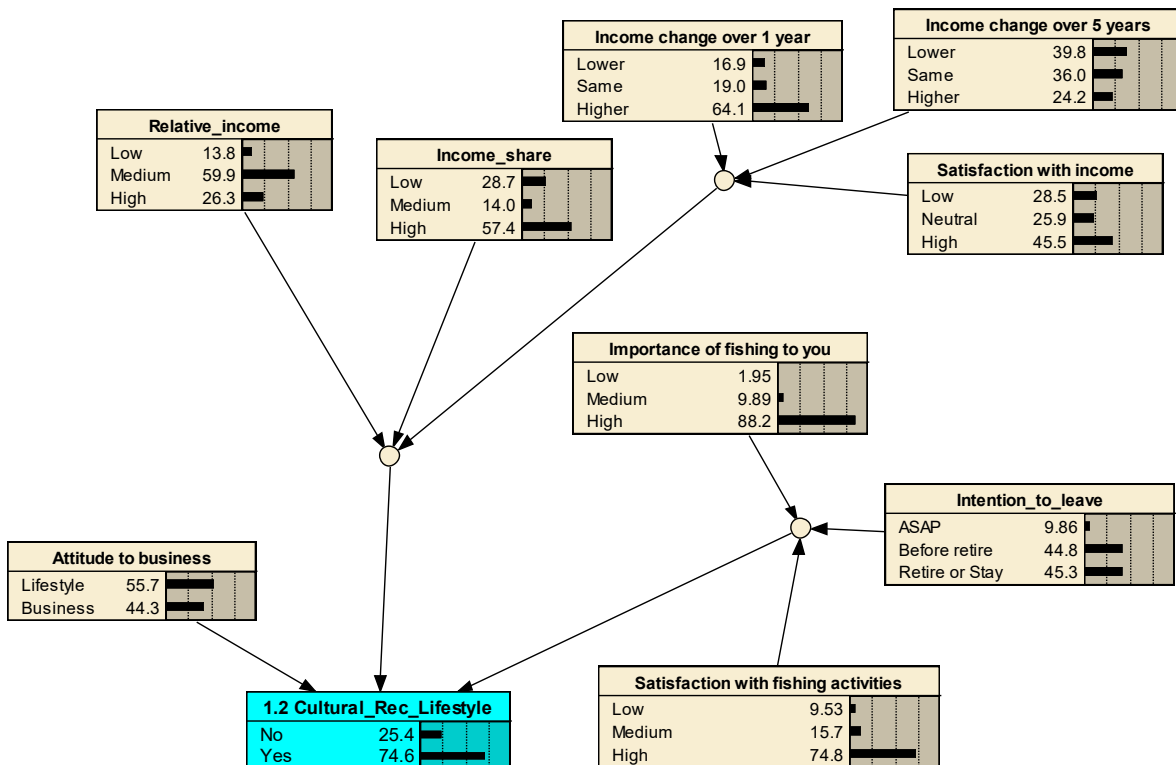 Income change over 1 year
Lower 16.9
Same 19.0
Higher 64.1
Income change over 5 years
Lower 39.8
Same 36.0
Higher 24.2
Relative_income
Low 13.8
Medium 59.9
High 26.3
Income_share
Low 28.7
Medium 14.0
High 57.4
Satisfaction with income
Low 28.5
Neutral 25.9
High 45.5
Importance of fishing to you
Low 1.95
Medium 9.89
High 88.2
Intention_to_leave
ASAP 9.86
Before retire 44.8
Retire or Stay 45.3
Attitude to business
Lifestyle 55.7
Business 44.3
1.2 Cultural_Rec_Lifestyle
No 25.4
Yes 74.6
Satisfaction with fishing activities
Low 9.53
Medium 15.7
High 74.8